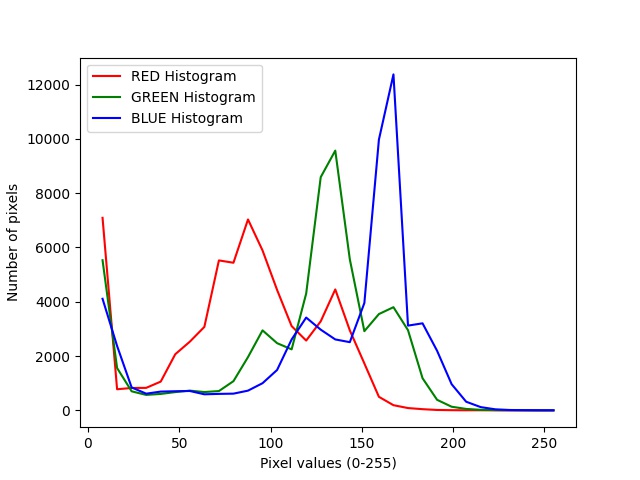 RED Histogram
GREEN Histogram
BLUE Histogram
12000
10000
8000
6000
4000
2000
0
Number of pixels
0 50 100 150 200 250
Pixel values (0-255)